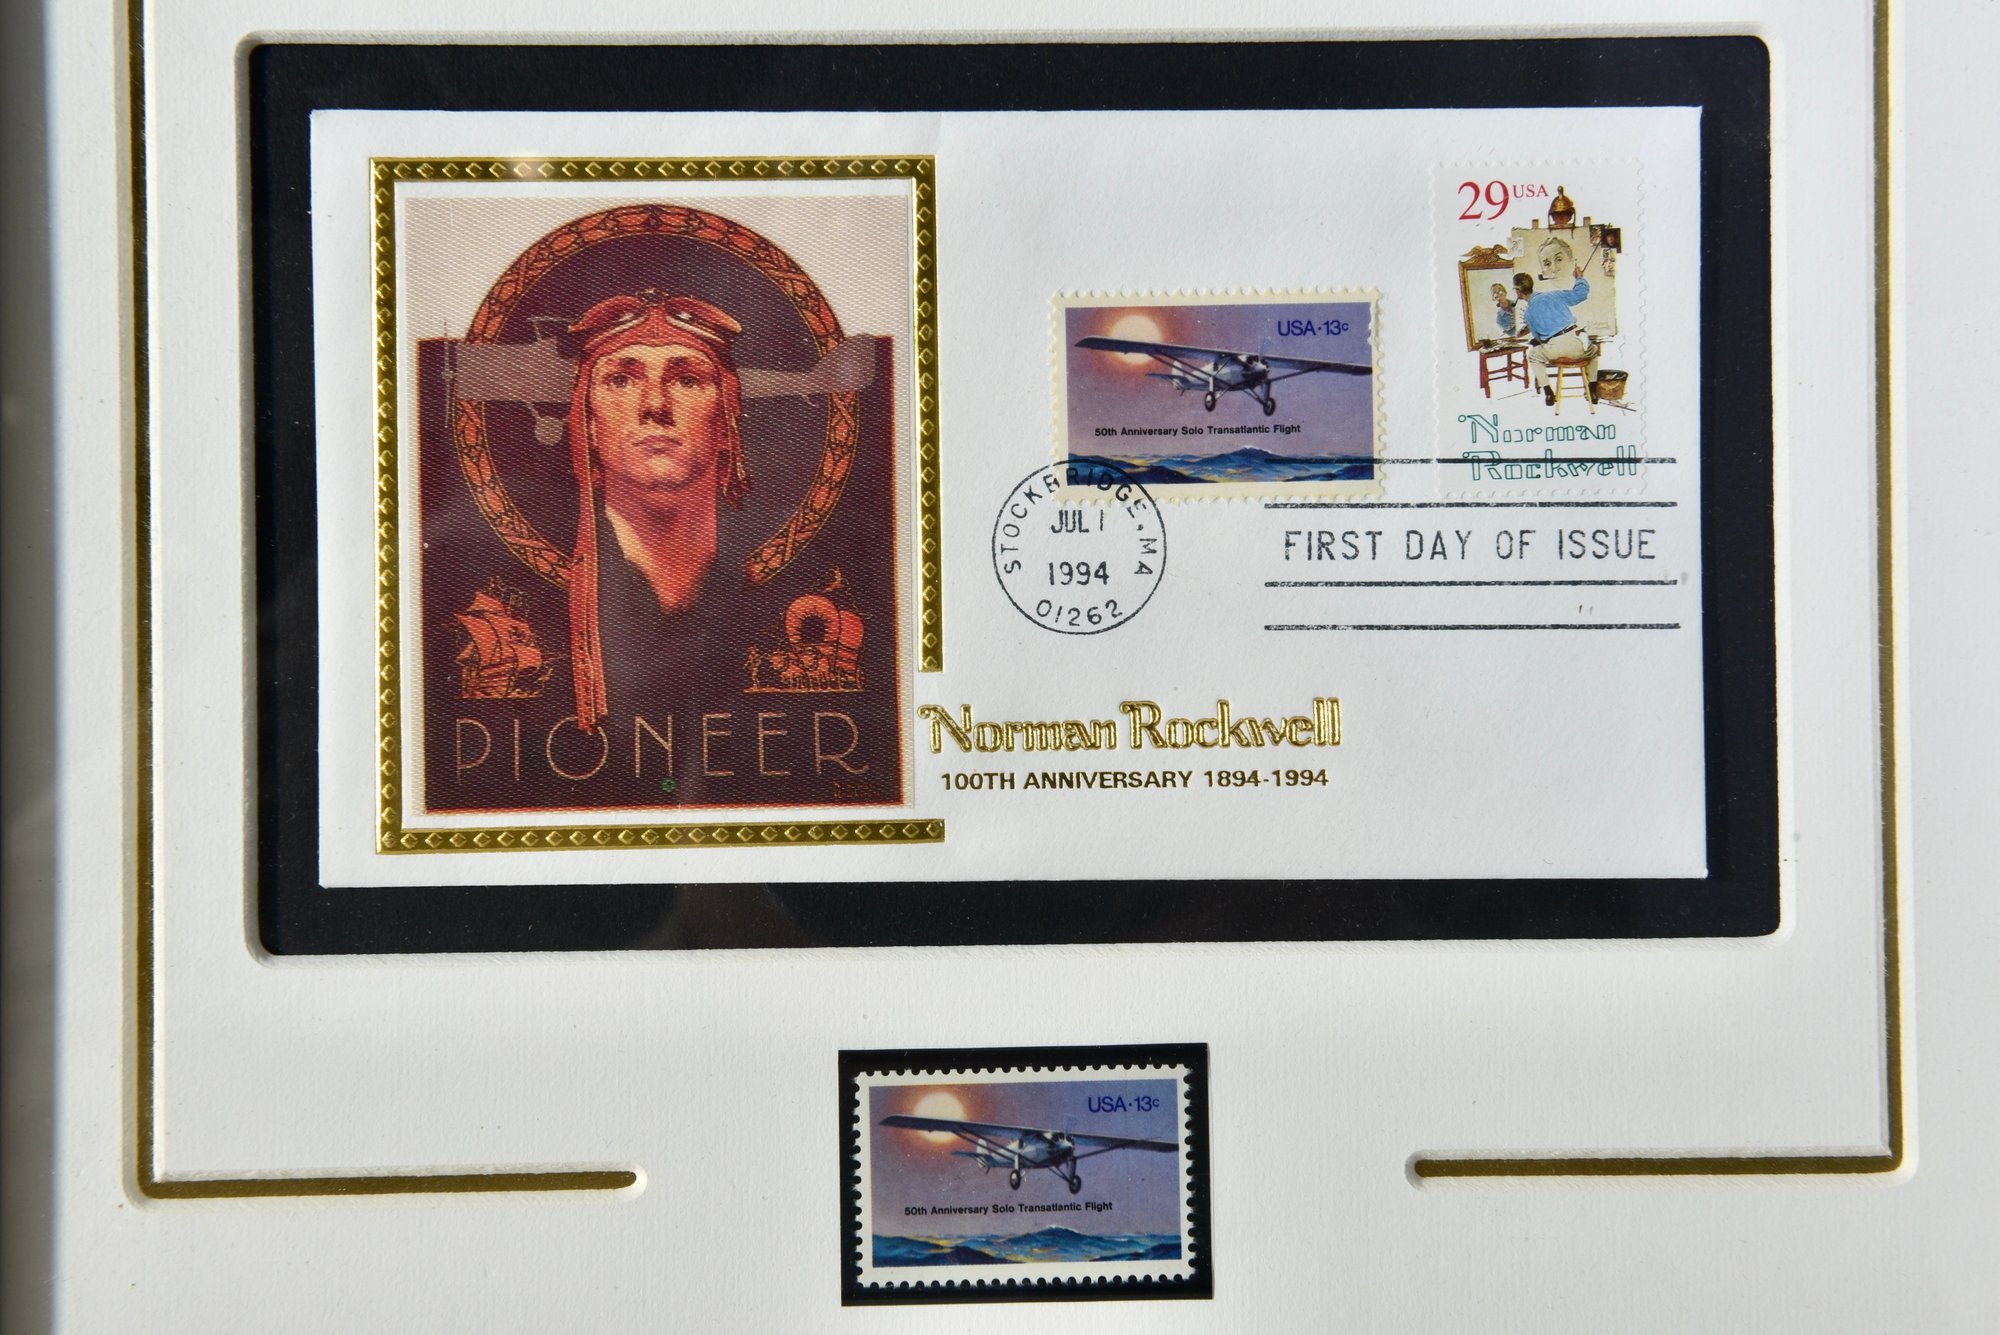 PIONEER
USA·13c
50th Anniversary Solo Transatlantic Flight
29 USA
Norman
Rockwell
STOCKBRIDGE, MA
JUL 1
1994
01262
FIRST DAY OF ISSUE
Norman Rockwell
100TH ANNIVERSARY 1894-1994
USA·13c
50th Anniversary Solo Transatlantic Flight